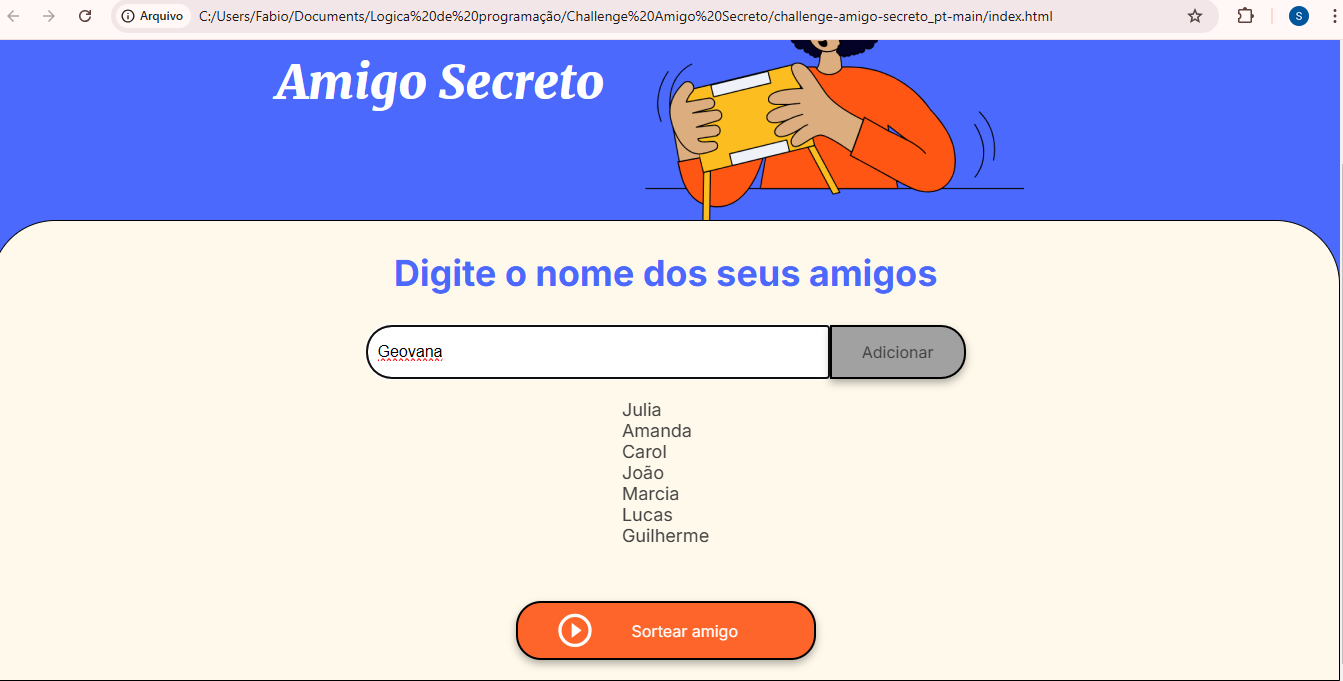 Arquivo C:/Users/Fabio/Documents/Logica%20de%20programação/Challenge%20Amigo%20Secreto/challenge-amigo-secreto_pt-main/index.html S
Amigo Secreto
Digite o nome dos seus amigos
Geovana Adicionar
Julia
Amanda
Carol
João
Marcia
Lucas
Guilherme
Sortear amigo